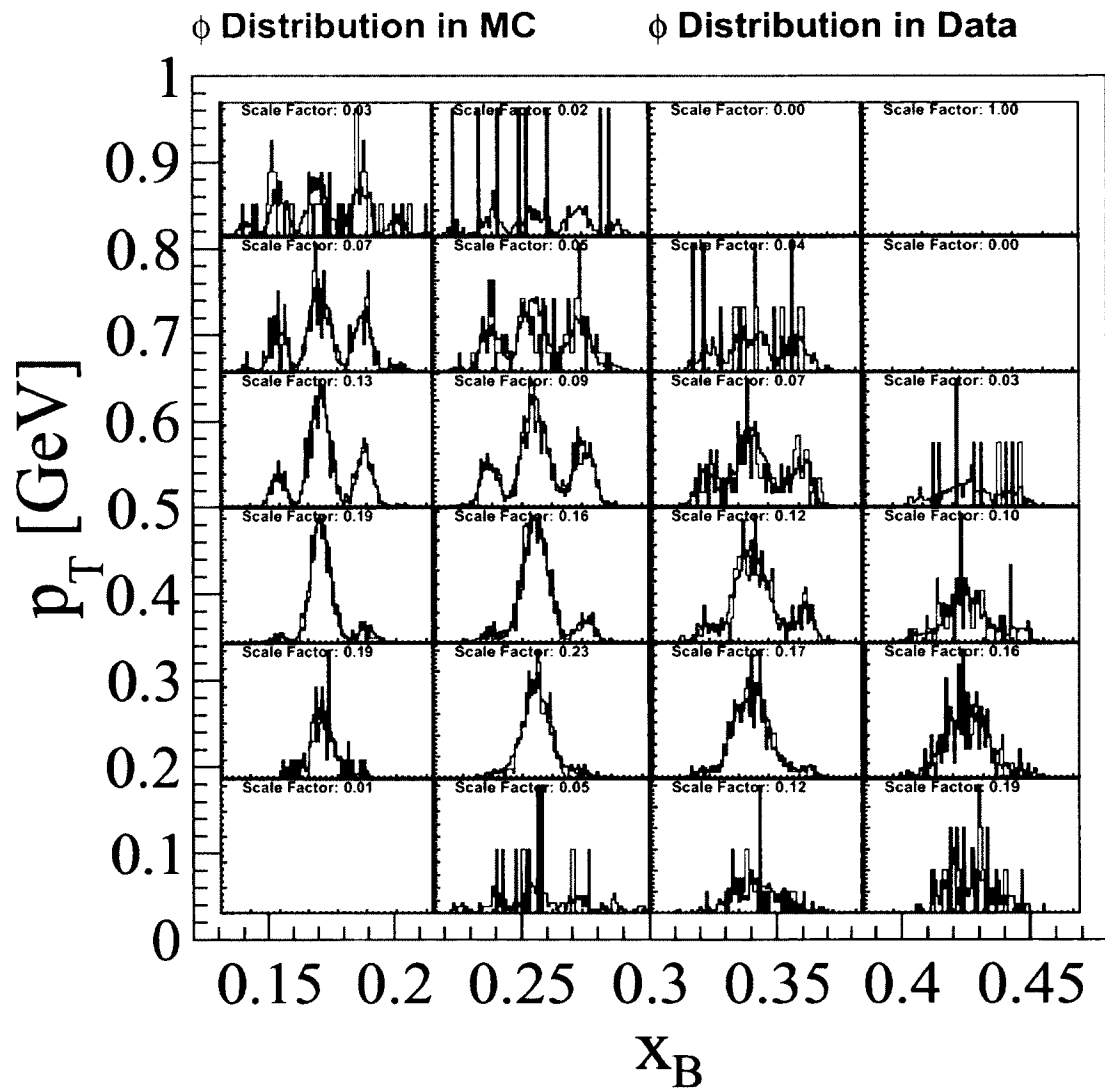 ϕ Distribution in MC ϕ Distribution in Data
1
Scale Factor: 0.03 Scale Factor: 0.02 Scale Factor: 0.00 Scale Factor: 1.00
0.9
0.8
Scale Factor: 0.07 Scale Factor: 0.05 Scale Factor: 0.04 Scale Factor: 0.00
0.7
Scale Factor: 0.13 Scale Factor: 0.09 Scale Factor: 0.07 Scale Factor: 0.03
0.6
0.5
Scale Factor: 0.19 Scale Factor: 0.16 Scale Factor: 0.12 Scale Factor: 0.10
0.4
Scale Factor: 0.19 Scale Factor: 0.23 Scale Factor: 0.17 Scale Factor: 0.16
0.3
0.2
Scale Factor: 0.01 Scale Factor: 0.05 Scale Factor: 0.12 Scale Factor: 0.19
0.1
0
p_T [GeV]
0.15 0.2 0.25 0.3 0.35 0.4 0.45
x_B